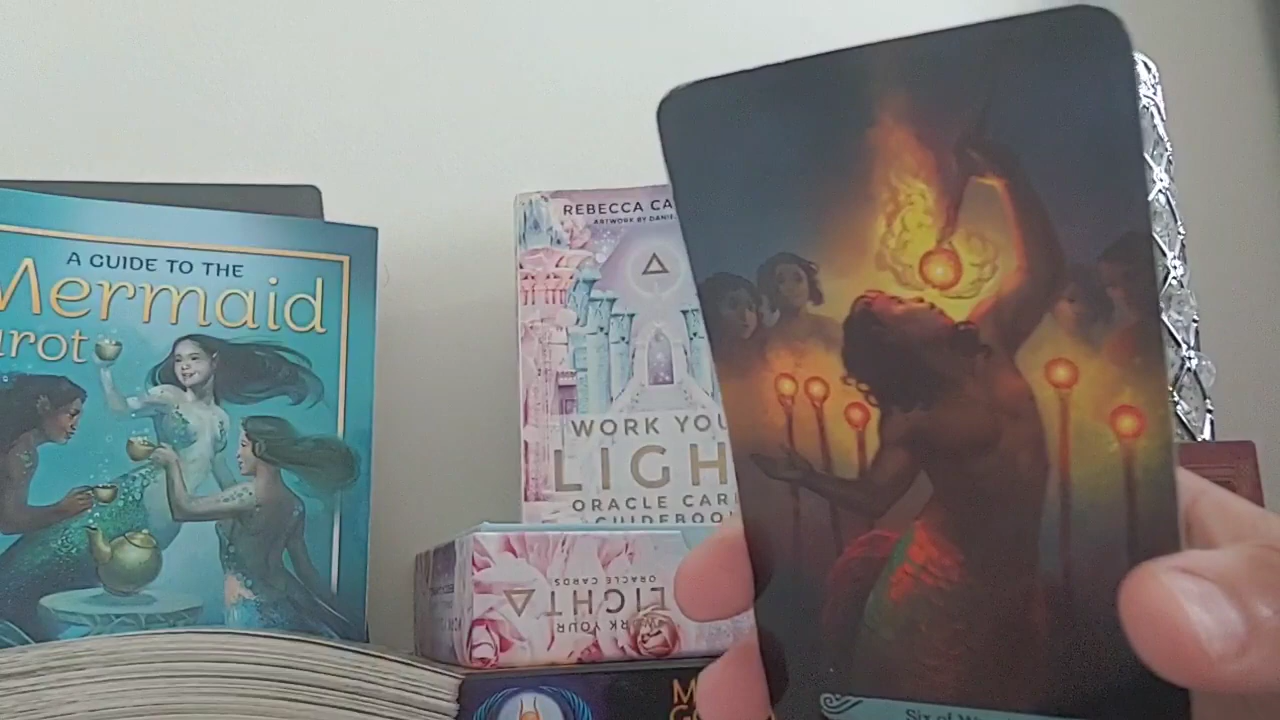 A GUIDE TO THE
Mermaid
arot
REBECCA CA
ARTWORK BY DANIE
WORK YOU
LIGH
ORACLE CAR
GUIDEBOO
WORK YOUR
LIGHT
ORACLE CARDS
Six of W
M